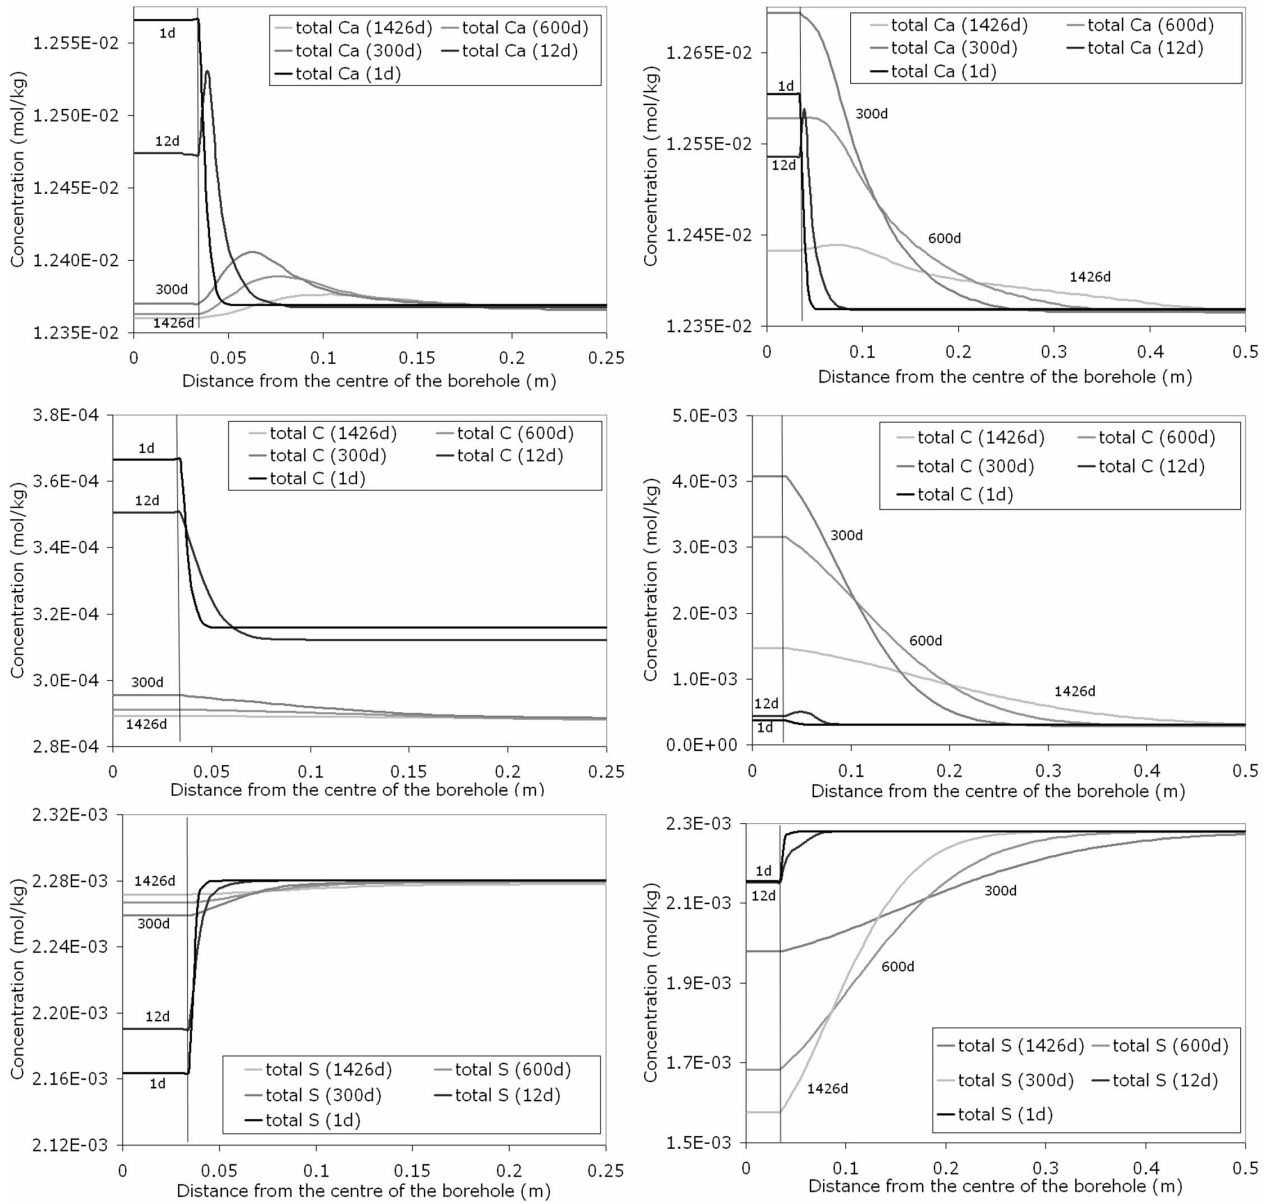 total Ca (1426d) total Ca (600d)
total Ca (300d) total Ca (12d)
total Ca (1d)
1.255E-02
1.250E-02
1.245E-02
1.240E-02
1.235E-02
Concentration (mol/kg)
1d
12d
300d
1426d
0 0.05 0.1 0.15 0.2 0.25
Distance from the centre of the borehole (m)
total Ca (1426d) total Ca (600d)
total Ca (300d) total Ca (12d)
total Ca (1d)
1.265E-02
1.255E-02
1.245E-02
1.235E-02
Concentration (mol/kg)
1d
12d
300d
600d
1426d
0 0.1 0.2 0.3 0.4 0.5
Distance from the centre of the borehole (m)
3.8E-04
3.6E-04
3.4E-04
3.2E-04
3.0E-04
2.8E-04
Concentration (mol/kg)
total C (1426d) total C (600d)
total C (300d) total C (12d)
total C (1d)
1d
12d
300d
1426d
0 0.05 0.1 0.15 0.2 0.25
Distance from the centre of the borehole (m)
5.0E-03
4.0E-03
3.0E-03
2.0E-03
1.0E-03
0.0E+00
Concentration (mol/kg)
total C (1426d) total C (600d)
total C (300d) total C (12d)
total C (1d)
300d
600d
1426d
12d
1d
0 0.1 0.2 0.3 0.4 0.5
Distance from the centre of the borehole (m)
2.32E-03
2.28E-03
2.24E-03
2.20E-03
2.16E-03
2.12E-03
Concentration (mol/kg)
1426d
300d
12d
1d
total S (1426d) total S (600d)
total S (300d) total S (12d)
total S (1d)
0 0.05 0.1 0.15 0.2 0.25
Distance from the centre of the borehole (m)
2.3E-03
2.1E-03
1.9E-03
1.7E-03
1.5E-03
Concentration (mol/kg)
1d
12d
300d
600d
1426d
total S (1426d) total S (600d)
total S (300d) total S (12d)
total S (1d)
0 0.1 0.2 0.3 0.4 0.5
Distance from the centre of the borehole (m)